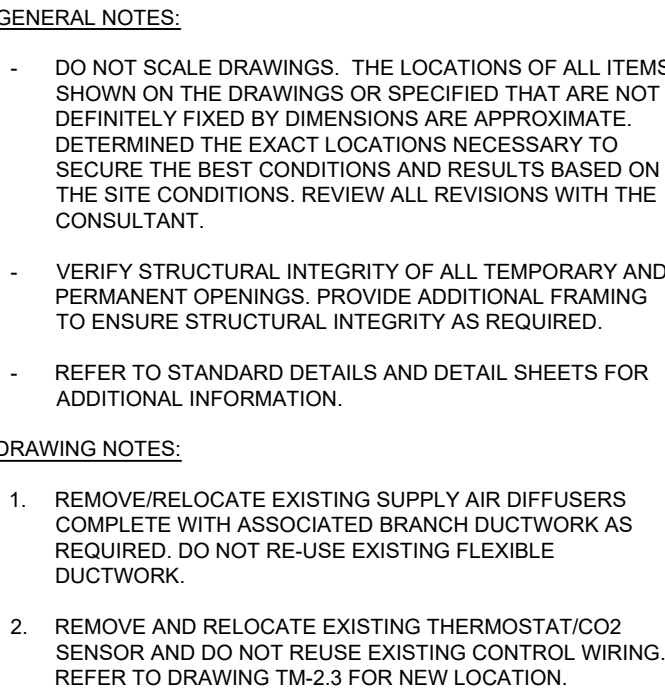 GENERAL NOTES:
- DO NOT SCALE DRAWINGS. THE LOCATIONS OF ALL ITEMS
SHOWN ON THE DRAWINGS OR SPECIFIED THAT ARE NOT
DEFINITELY FIXED BY DIMENSIONS ARE APPROXIMATE.
DETERMINED THE EXACT LOCATIONS NECESSARY TO
SECURE THE BEST CONDITIONS AND RESULTS BASED ON
THE SITE CONDITIONS. REVIEW ALL REVISIONS WITH THE
CONSULTANT.
- VERIFY STRUCTURAL INTEGRITY OF ALL TEMPORARY AND
PERMANENT OPENINGS. PROVIDE ADDITIONAL FRAMING
TO ENSURE STRUCTURAL INTEGRITY AS REQUIRED.
- REFER TO STANDARD DETAILS AND DETAIL SHEETS FOR
ADDITIONAL INFORMATION.
DRAWING NOTES:
1. REMOVE/RELOCATE EXISTING SUPPLY AIR DIFFUSERS
COMPLETE WITH ASSOCIATED BRANCH DUCTWORK AS
REQUIRED. DO NOT RE-USE EXISTING FLEXIBLE
DUCTWORK.
2. REMOVE AND RELOCATE EXISTING THERMOSTAT/CO2
SENSOR AND DO NOT REUSE EXISTING CONTROL WIRING.
REFER TO DRAWING TM-2.3 FOR NEW LOCATION.